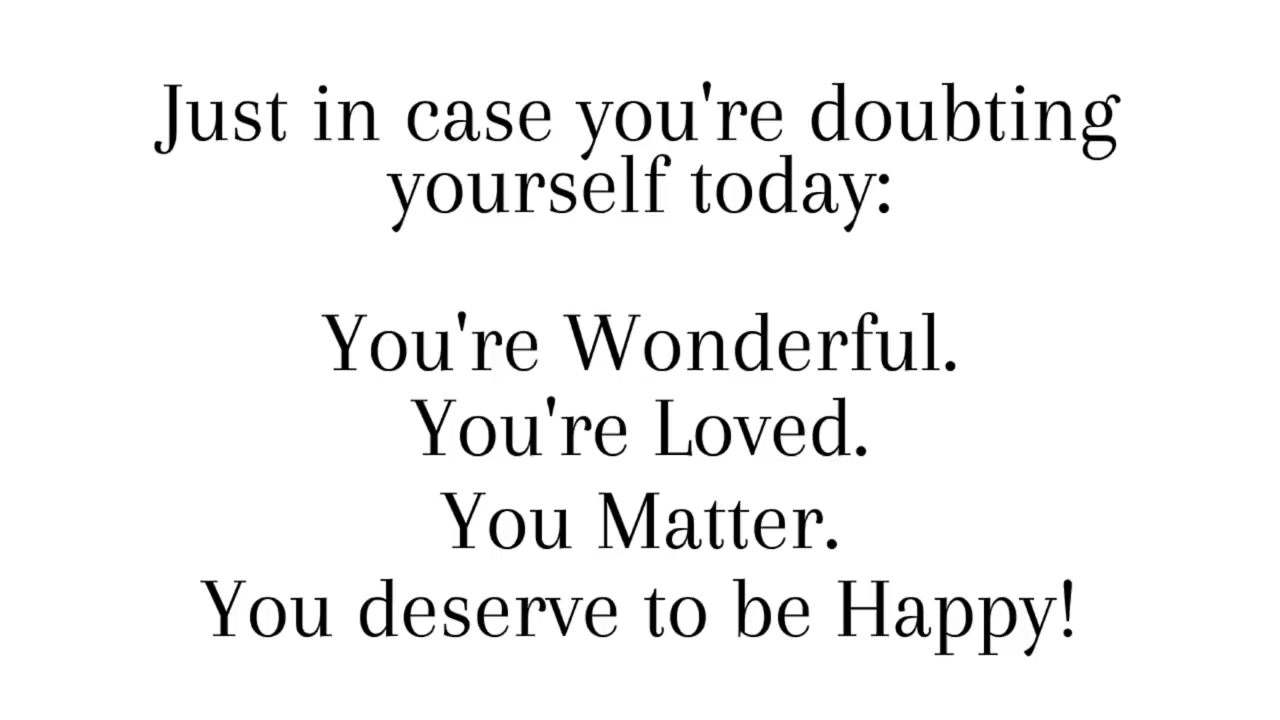 Just in case you're doubting
yourself today:
You're Wonderful.
You're Loved.
You Matter.
You deserve to be Happy!